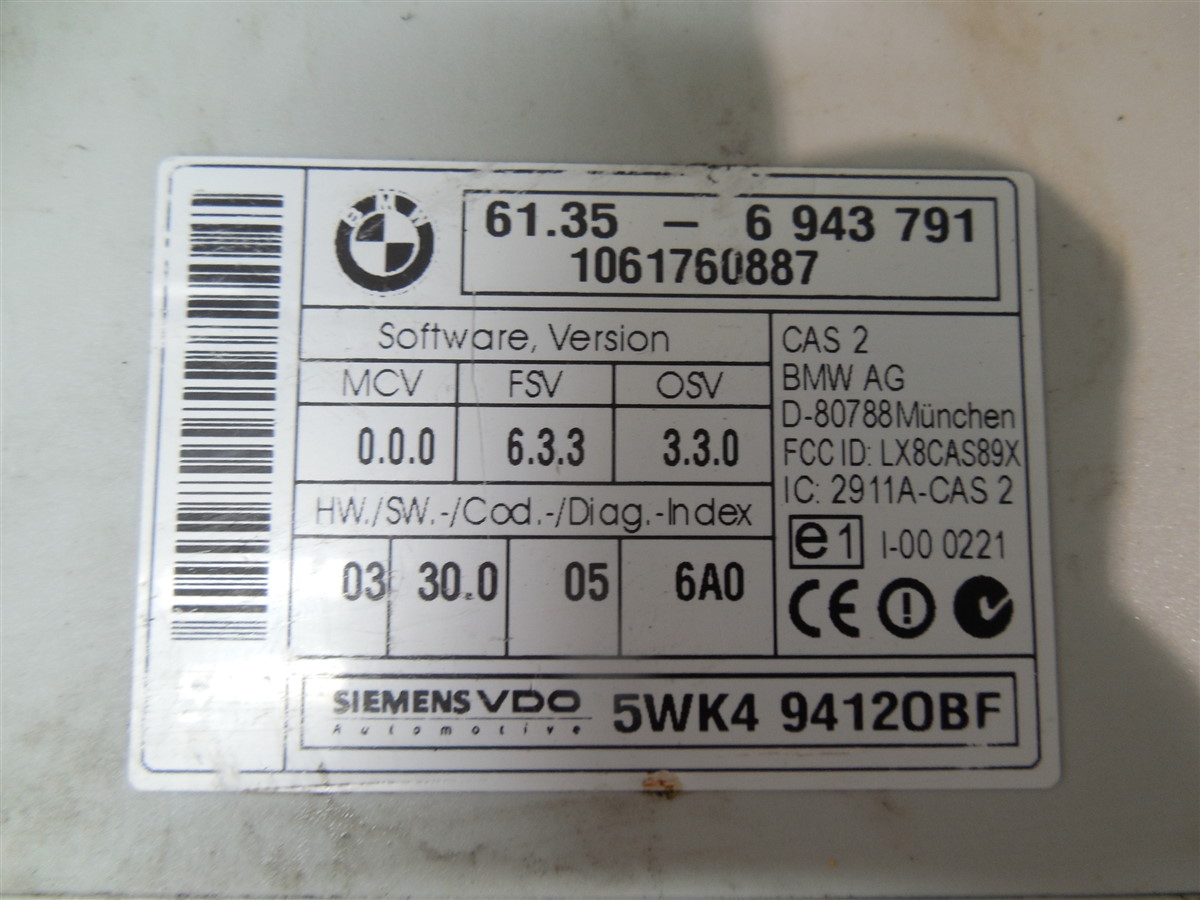 BMW
61.35 - 6 943 791
1061760887
Software, Version
MCV FSV OSV
0.0.0 6.3.3 3.3.0
HW./SW.-/Cod.-/Diag.-Index
03 30.0 05 6A0
CAS 2
BMW AG
D-80788 München
FCC ID: LX8CAS89X
IC: 2911A-CAS 2
e1 I-00 0221
CE
SIEMENS VDO
Automotive
5WK4 94120BF